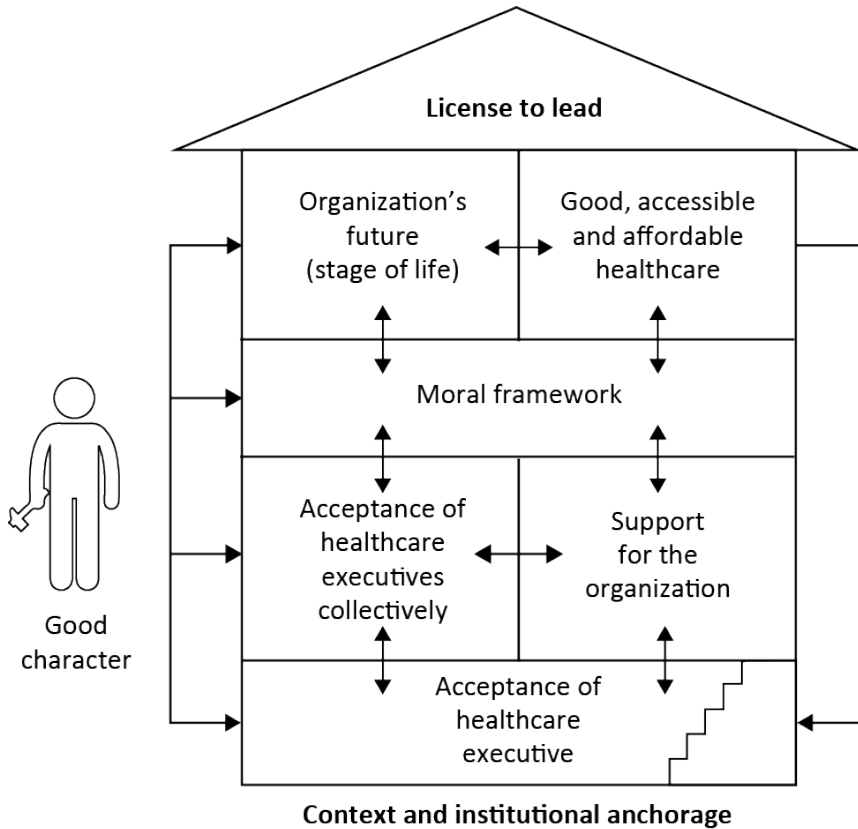 License to lead
Organization’s
future
(stage of life)
Good, accessible
and affordable
healthcare
Moral framework
Acceptance of
healthcare
executives
collectively
Support
for the
organization
Good
character
Acceptance of
healthcare
executive
Context and institutional anchorage